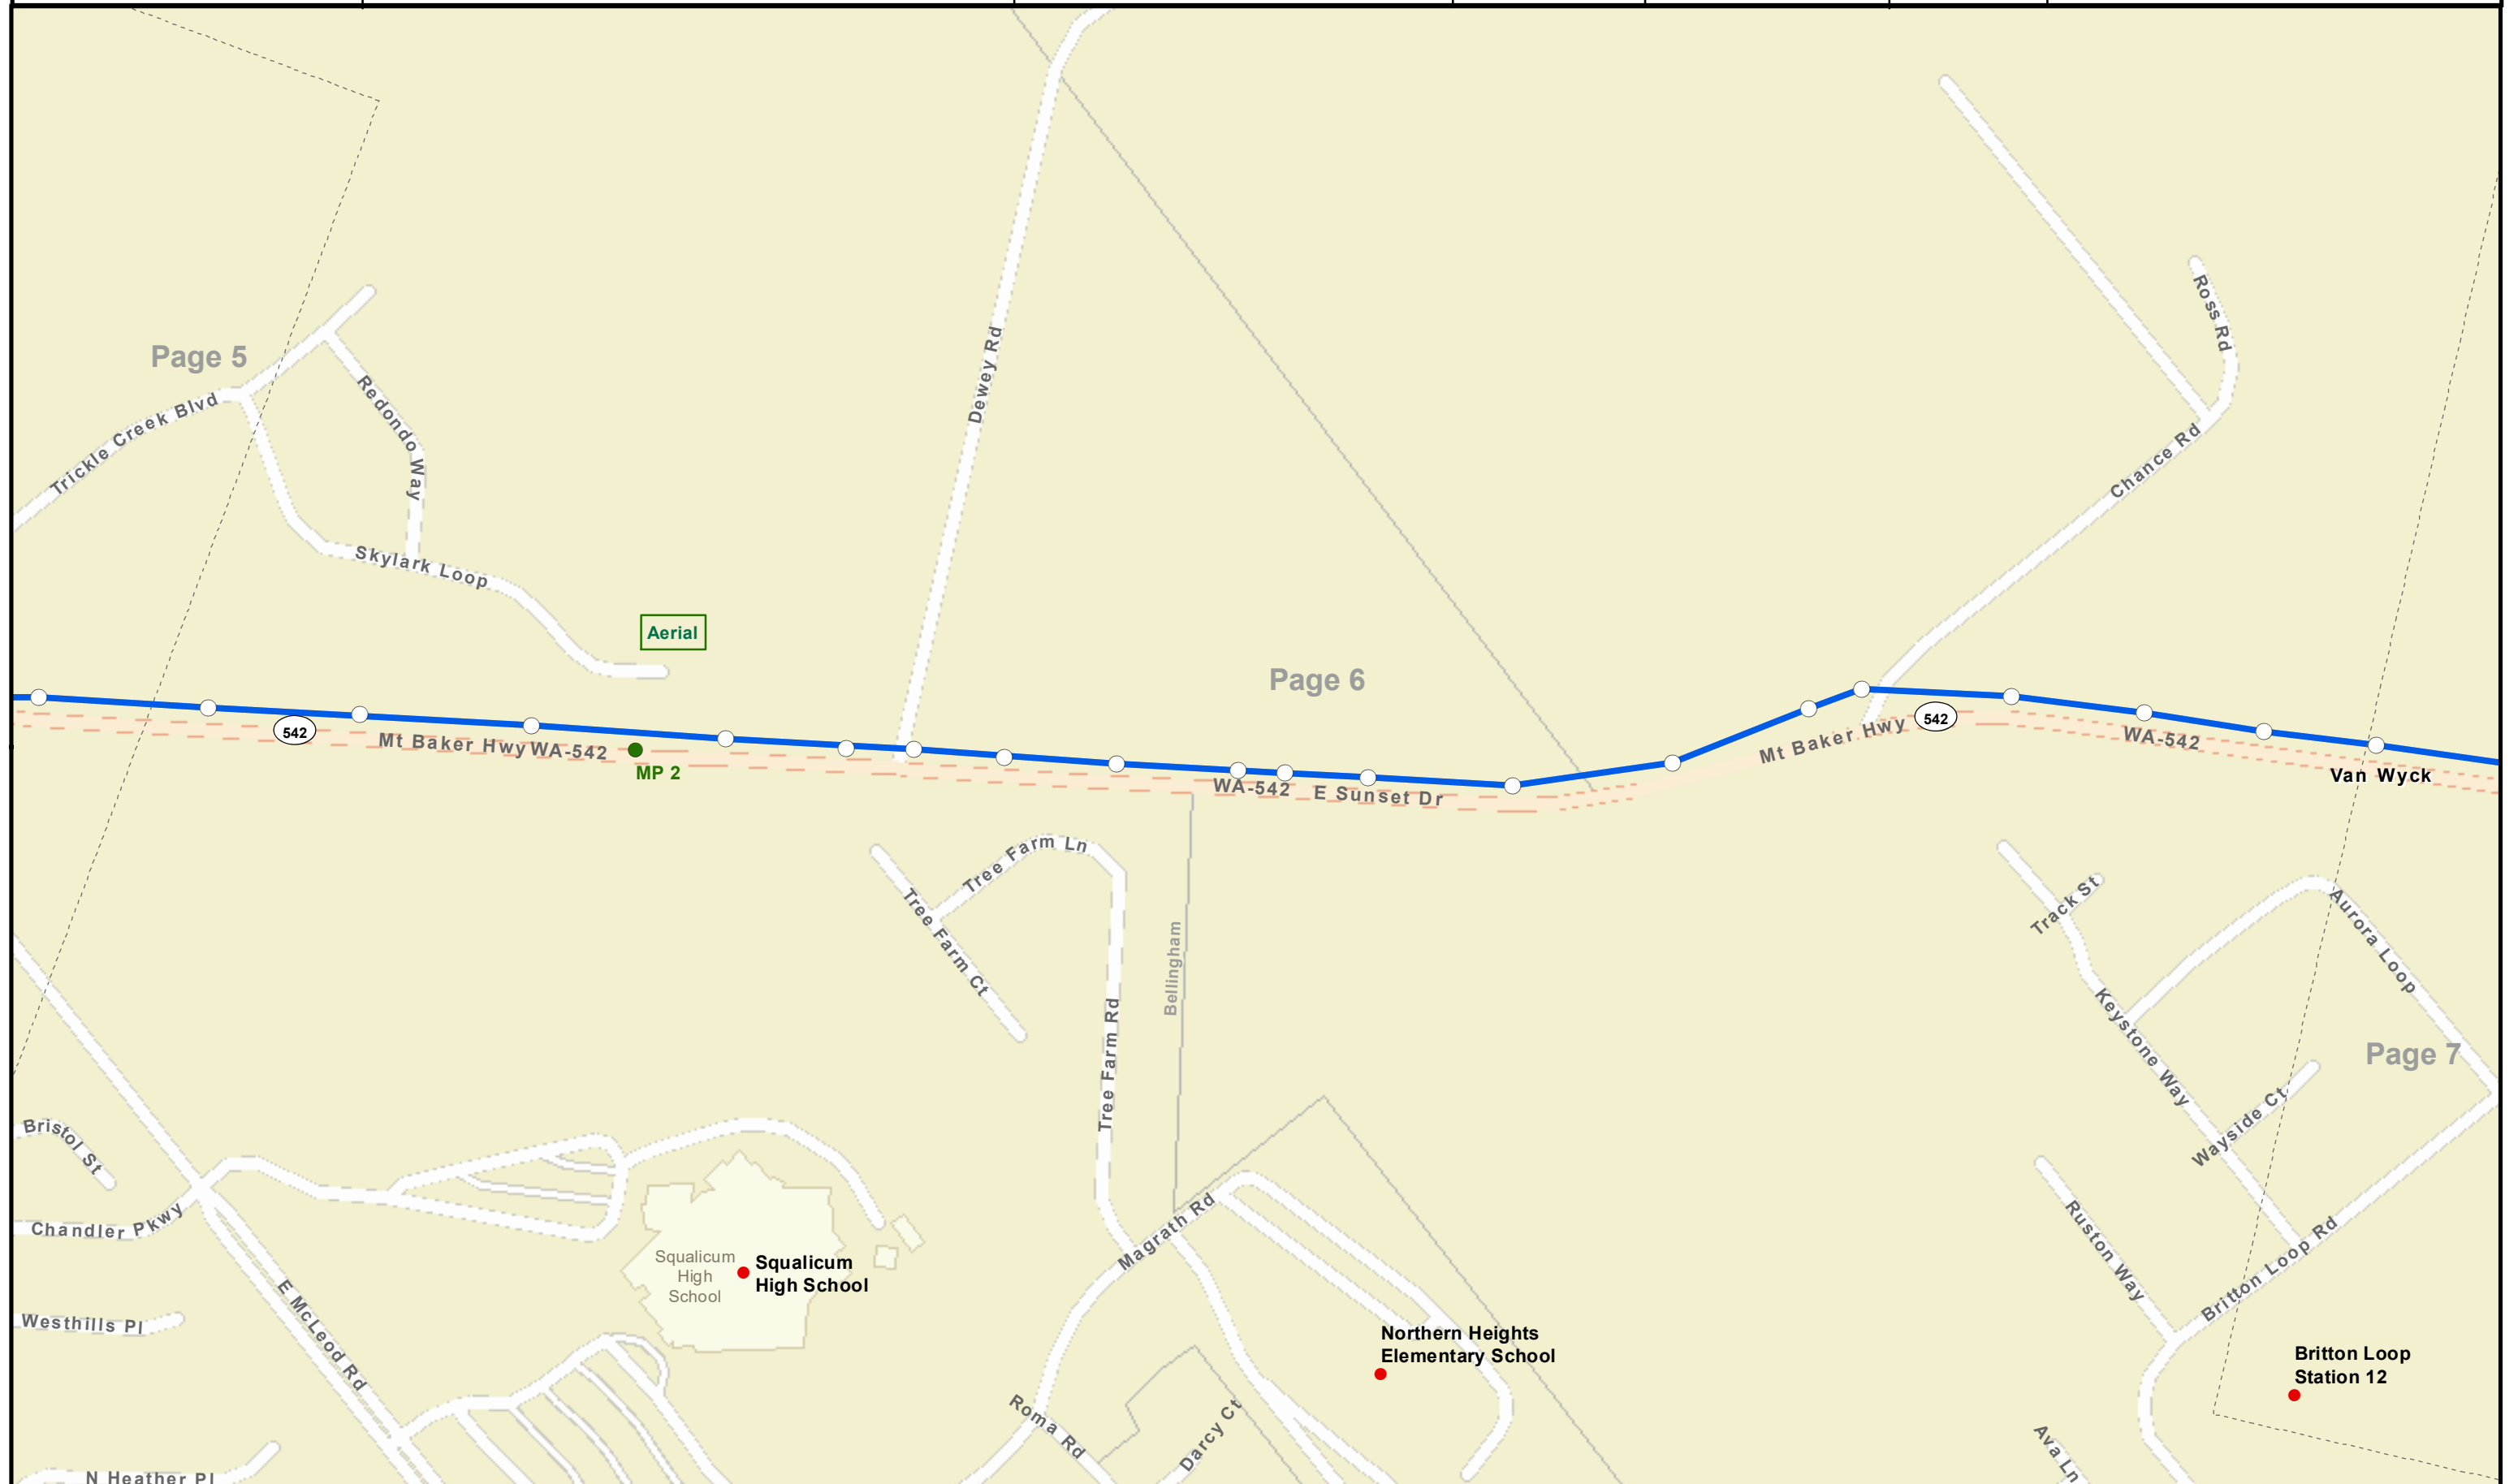 Ross Rd
Dewey Rd
Page 5
Redondo Way
Trickle Creek Blvd
Chance Rd
Skylark Loop
Aerial
Page 6
542
542
Mt Baker Hwy
WA-542
Mt Baker Hwy
WA-542
MP 2
WA-542
E Sunset Dr
Van Wyck
Tree Farm Ln
Tree Farm Ct
Track St
Aurora Loop
Bellingham
Tree Farm Rd
Keystone Way
Page 7
Bristol St
Wayside Ct
Chandler Pkwy
Magrath Rd
Ruston Way
Britton Loop Rd
Squalicum
High
School
Squalicum
High School
E McLeod Rd
Westhills Pl
Northern Heights
Elementary School
Britton Loop
Station 12
Roma Rd
Darcy Ct
Ava Ln
N Heather Pl